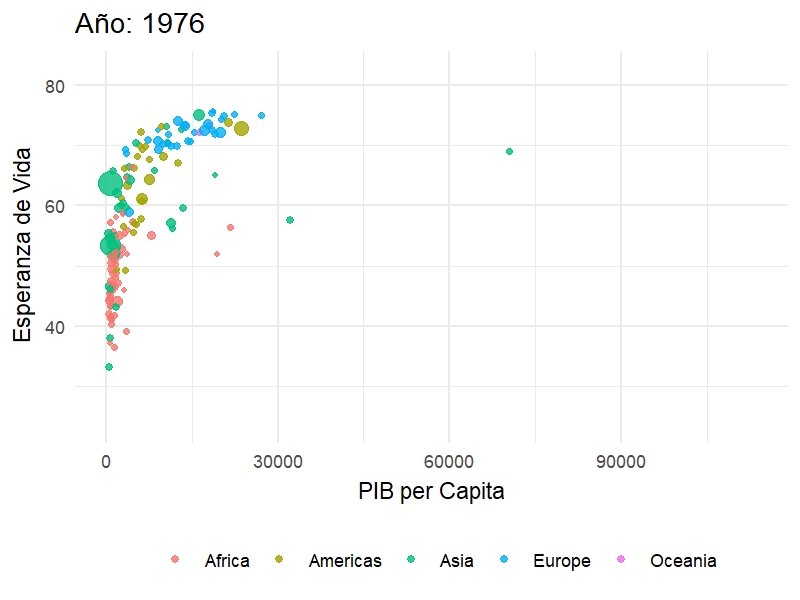 Año: 1976
Esperanza de Vida
80
60
40
0 30000 60000 90000
PIB per Capita
Africa Americas Asia Europe Oceania